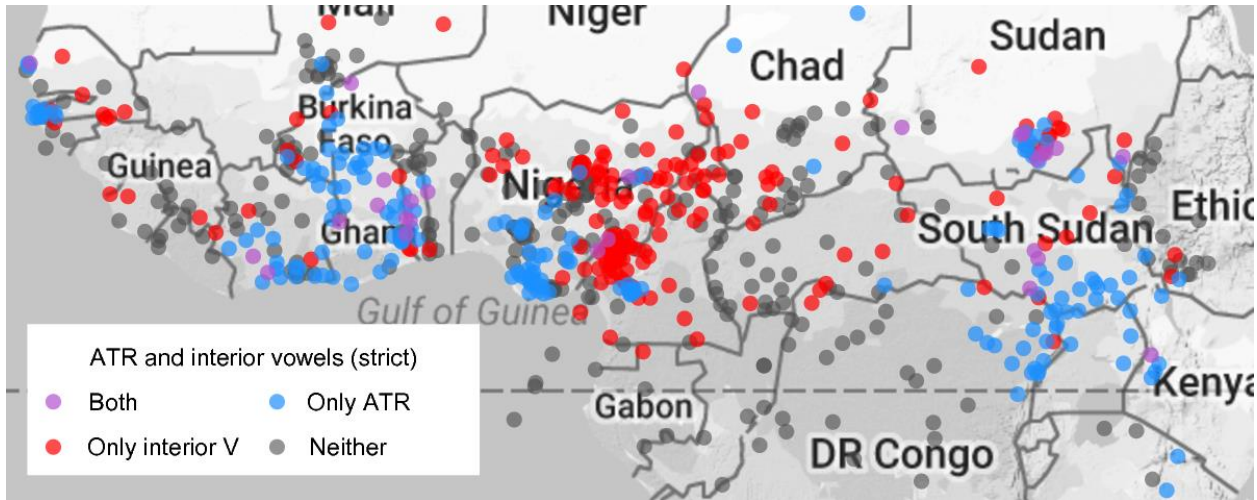 Mali
Niger
Chad
Sudan
Burkina
Faso
Guinea
Nigeria
Ghana
South Sudan
Ethio
Gulf of Guinea
ATR and interior vowels (strict)
Both
Only ATR
Only interior V
Neither
Gabon
DR Congo
Kenya